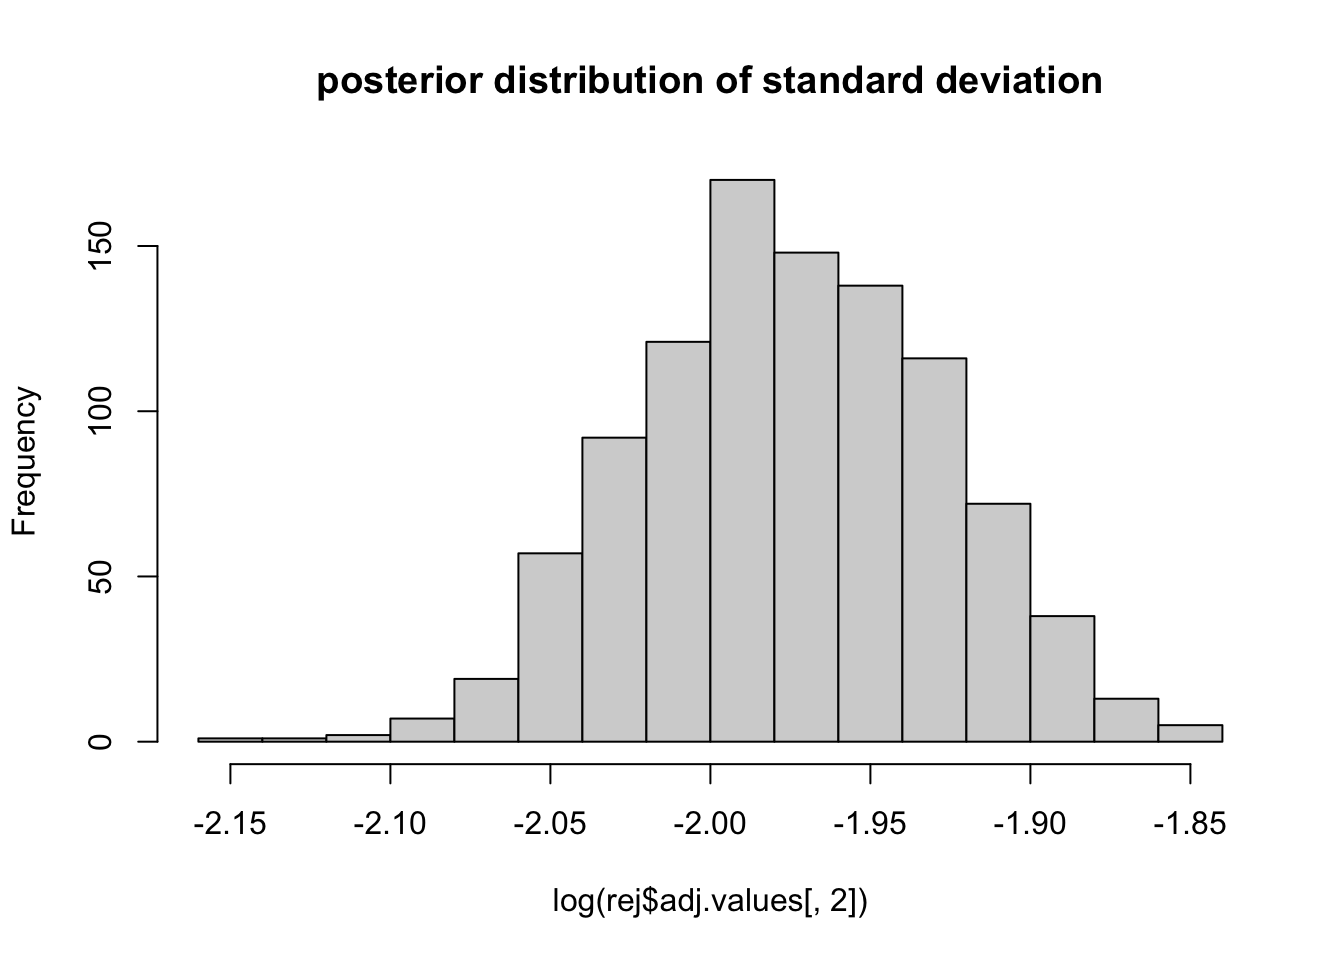 posterior distribution of standard deviation
Frequency
150
100
50
0
-2.15 -2.10 -2.05 -2.00 -1.95 -1.90 -1.85
log(rej$adj.values[, 2])